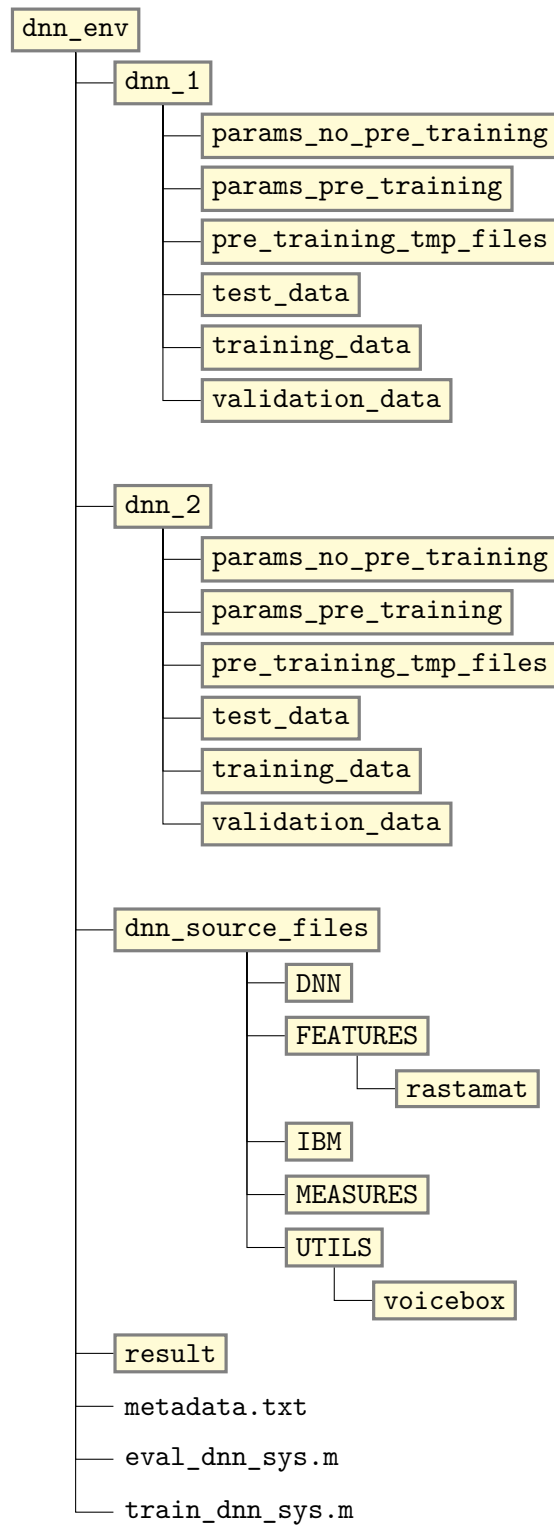 dnn_env
dnn_1
params_no_pre_training
params_pre_training
pre_training_tmp_files
test_data
training_data
validation_data
dnn_2
params_no_pre_training
params_pre_training
pre_training_tmp_files
test_data
training_data
validation_data
dnn_source_files
DNN
FEATURES
rastamat
IBM
MEASURES
UTILS
voicebox
result
metadata.txt
eval_dnn_sys.m
train_dnn_sys.m